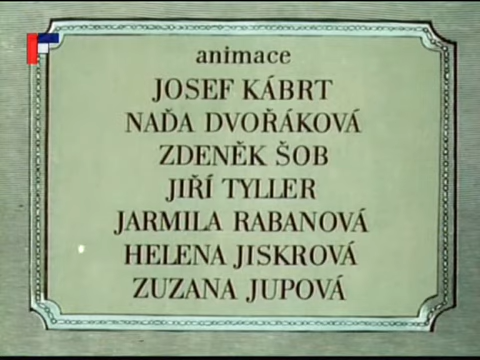 animace
JOSEF KÁBRT
NAĎA DVOŘÁKOVÁ
ZDENĚK ŠOB
JIŘÍ TYLLER
JARMILA RABANOVÁ
HELENA JISKROVÁ
ZUZANA JUPOVÁ